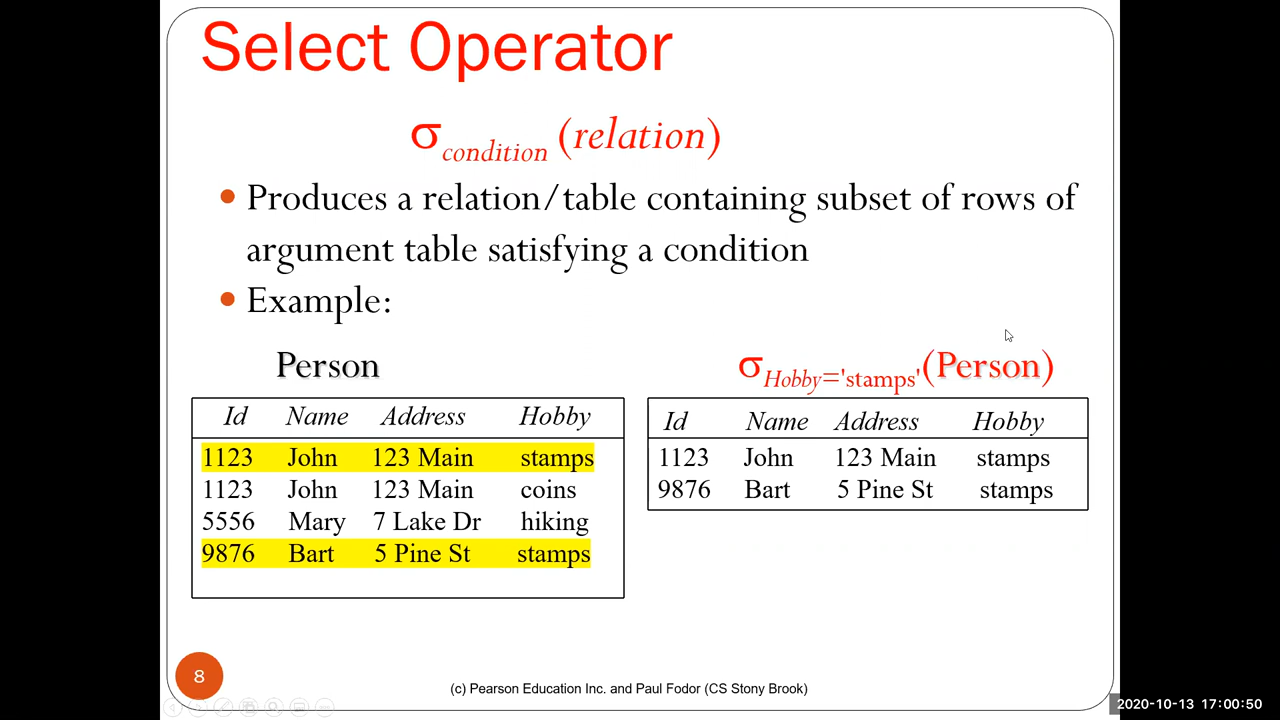 Select Operator
σcondition (relation)
• Produces a relation/table containing subset of rows of
argument table satisfying a condition
• Example:
Person
Id Name Address Hobby
1123 John 123 Main stamps
1123 John 123 Main coins
5556 Mary 7 Lake Dr hiking
9876 Bart 5 Pine St stamps
σHobby='stamps'(Person)
Id Name Address Hobby
1123 John 123 Main stamps
9876 Bart 5 Pine St stamps
8
(c) Pearson Education Inc. and Paul Fodor (CS Stony Brook)
2020-10-13 17:00:50